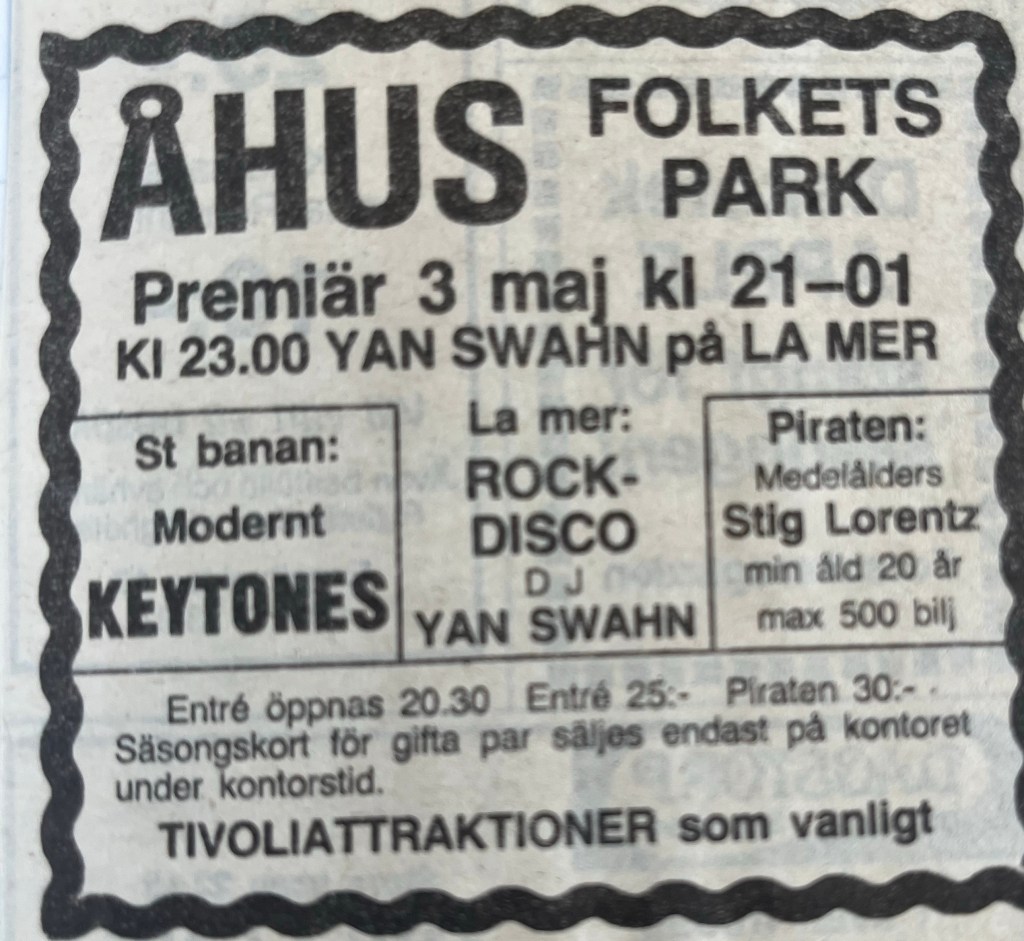 ÅHUS FOLKETS PARK
Premiär 3 maj kl 21–01
Kl 23.00 YAN SWAHN på LA MER
St banan:
Modernt
KEYTONES
La mer:
ROCK-
DISCO
D J
YAN SWAHN
Piraten:
Medelålders
Stig Lorentz
min åld 20 år
max 500 bilj
Entré öppnas 20.30 Entré 25:- Piraten 30:-
Säsongskort för gifta par säljes endast på kontoret
under kontorstid.
TIVOLIATTRAKTIONER som vanligt